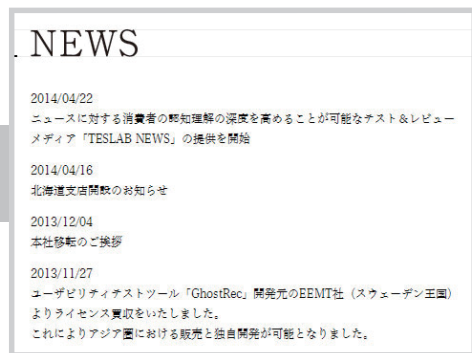 NEWS
2014/04/22
ニュースに対する消費者の認知理解の深度を高めることが可能なテスト＆レビュー
メディア「TESLAB NEWS」の提供を開始
2014/04/16
北海道支店開設のお知らせ
2013/12/04
本社移転のご挨拶
2013/11/27
ユーザビリティテストツール「GhostRec」開発元のEEMT社（スウェーデン王国）
よりライセンス買収をいたしました。
これによりアジア圏における販売と独自開発が可能となりました。